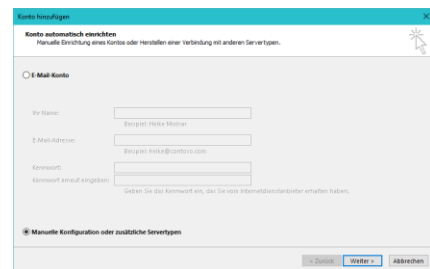 Konto hinzufügen
Konto automatisch einrichten
Manuelle Einrichtung eines Kontos oder Herstellen einer Verbindung mit anderen Servertypen.
E-Mail-Konto
Ihr Name:
Beispiel: Heike Molnar
E-Mail-Adresse:
Beispiel: heike@contoso.com
Kennwort:
Kennwort erneut eingeben:
Geben Sie das Kennwort ein, das Sie vom Internetdienstanbieter erhalten haben.
Manuelle Konfiguration oder zusätzliche Servertypen
< Zurück Weiter > Abbrechen